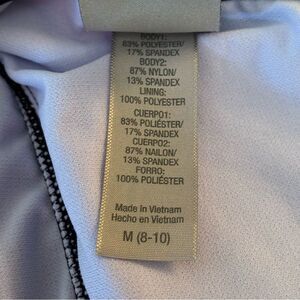 BODY1:
83% POLYESTER/
17% SPANDEX
BODY2:
87% NYLON/
13% SPANDEX
LINING:
100% POLYESTER
CUERPO1:
83% POLIÉSTER/
17% SPANDEX
CUERPO2:
87% NAILON/
13% SPANDEX
FORRO:
100% POLIÉSTER
Made in Vietnam
Hecho en Vietnam
M (8-10)